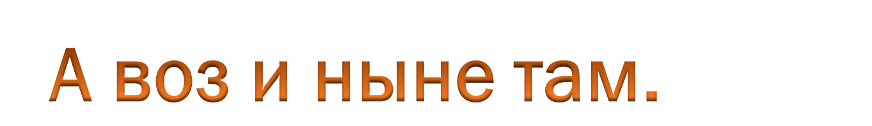 А воз и ныне там.